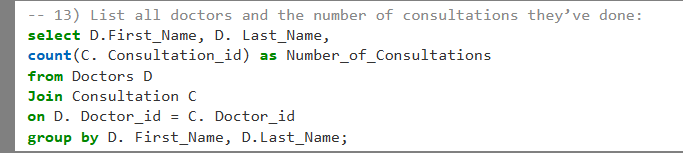 -- 13) List all doctors and the number of consultations they’ve done:
select D.First_Name, D. Last_Name,
count(C. Consultation_id) as Number_of_Consultations
from Doctors D
Join Consultation C
on D. Doctor_id = C. Doctor_id
group by D. First_Name, D.Last_Name;